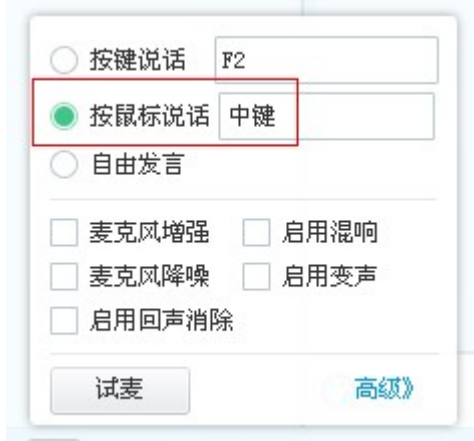 按键说话 F2
按鼠标说话 中键
自由发言
麦克风增强 启用混响
麦克风降噪 启用变声
启用回声消除
试麦 高级》